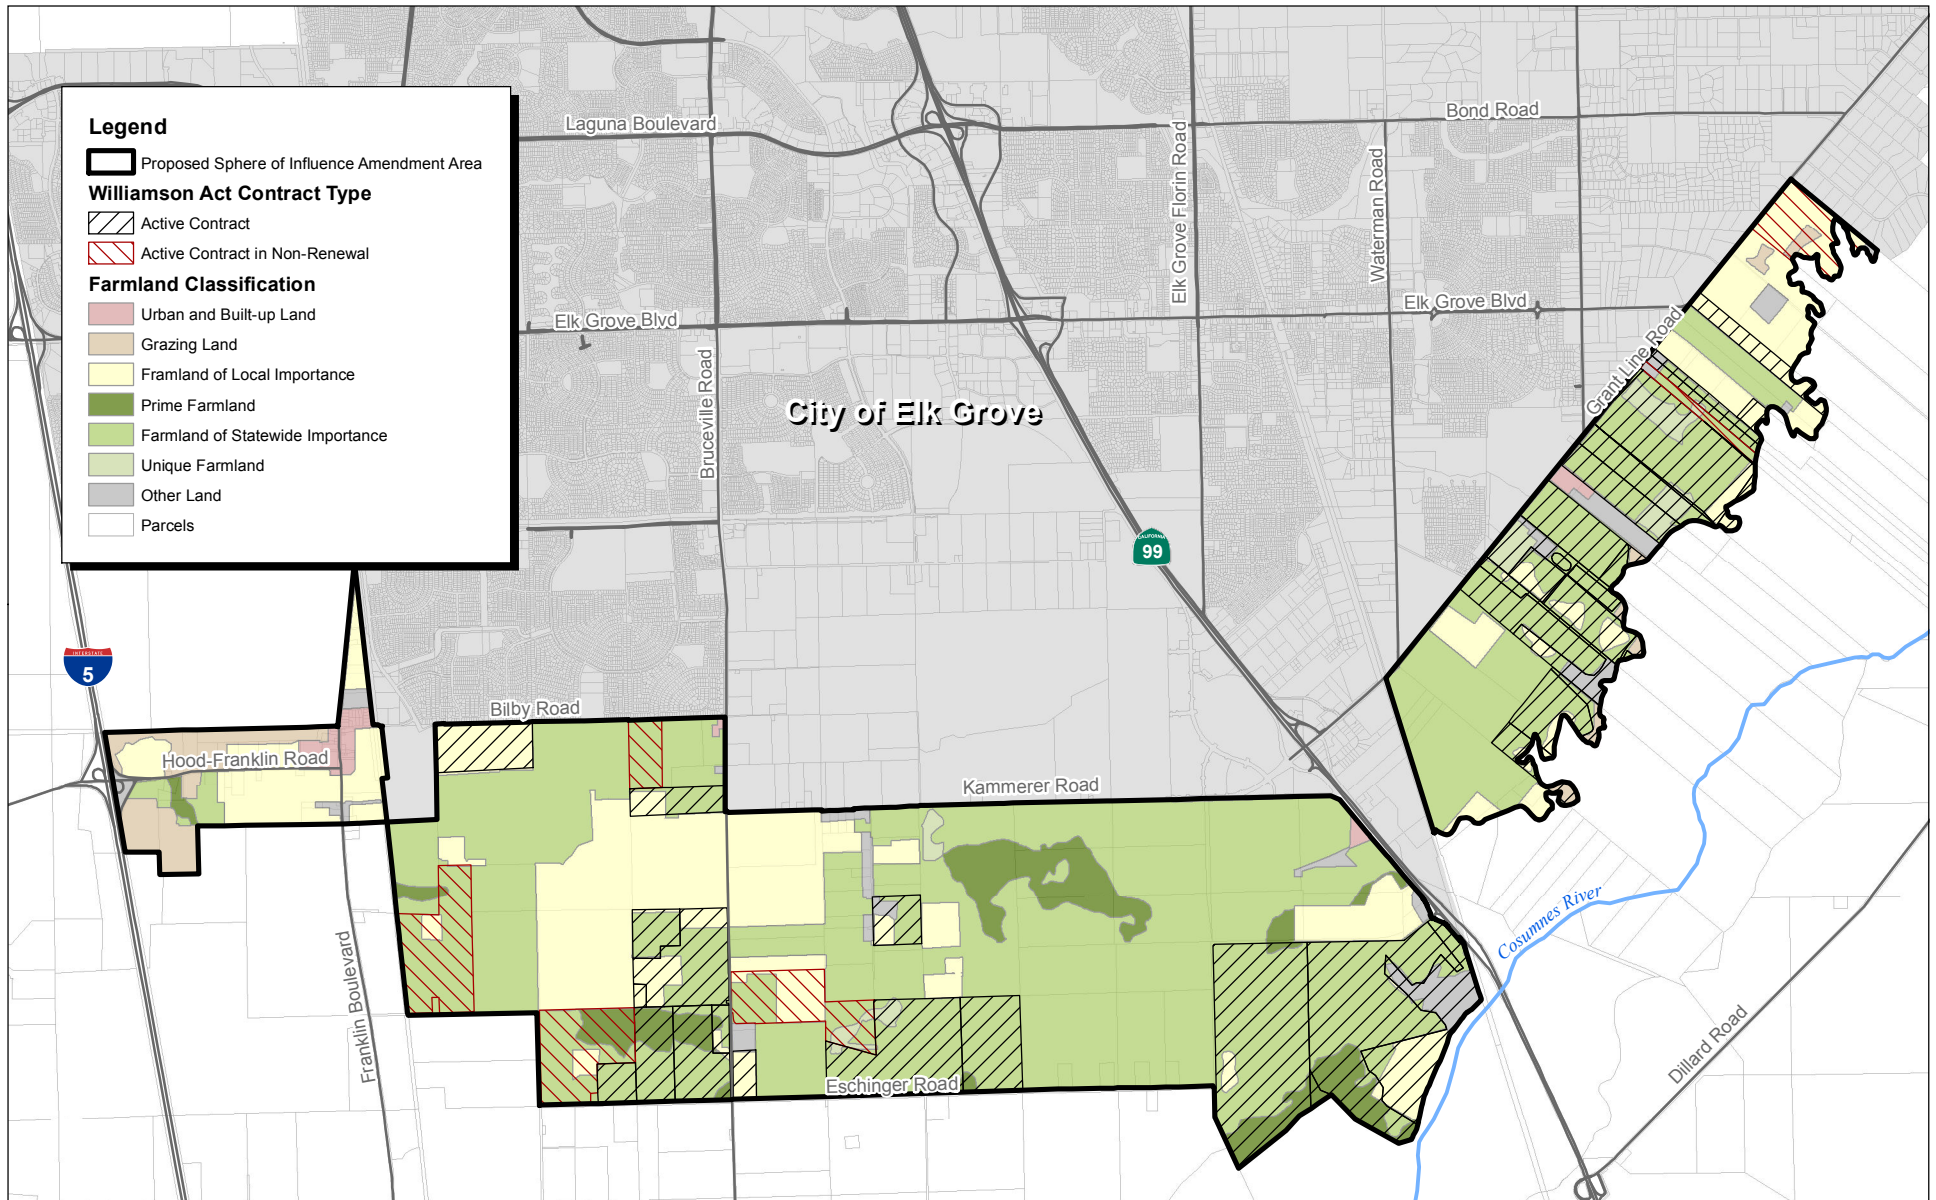 Legend
Proposed Sphere of Influence Amendment Area
Williamson Act Contract Type
Active Contract
Active Contract in Non-Renewal
Farmland Classification
Urban and Built-up Land
Grazing Land
Framland of Local Importance
Prime Farmland
Farmland of Statewide Importance
Unique Farmland
Other Land
Parcels
Laguna Boulevard
Bond Road
Elk Grove Florin Road
Waterman Road
Elk Grove Blvd
Elk Grove Blvd
Grant Line Road
Bruceville Road
City of Elk Grove
CALIFORNIA
99
INTERSTATE
5
Bilby Road
Hood-Franklin Road
Kammerer Road
Cosumnes River
Franklin Boulevard
Eschinger Road
Dillard Road